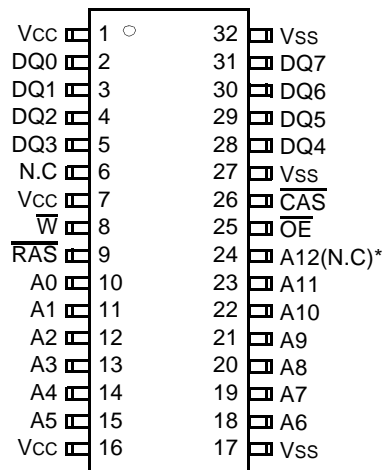 Vcc 1 32 Vss
DQ0 2 31 DQ7
DQ1 3 30 DQ6
DQ2 4 29 DQ5
DQ3 5 28 DQ4
N.C 6 27 Vss
Vcc 7 26 C̅A̅S̅
W̅ 8 25 O̅E̅
R̅A̅S̅ 9 24 A12(N.C)*
A0 10 23 A11
A1 11 22 A10
A2 12 21 A9
A3 13 20 A8
A4 14 19 A7
A5 15 18 A6
Vcc 16 17 Vss